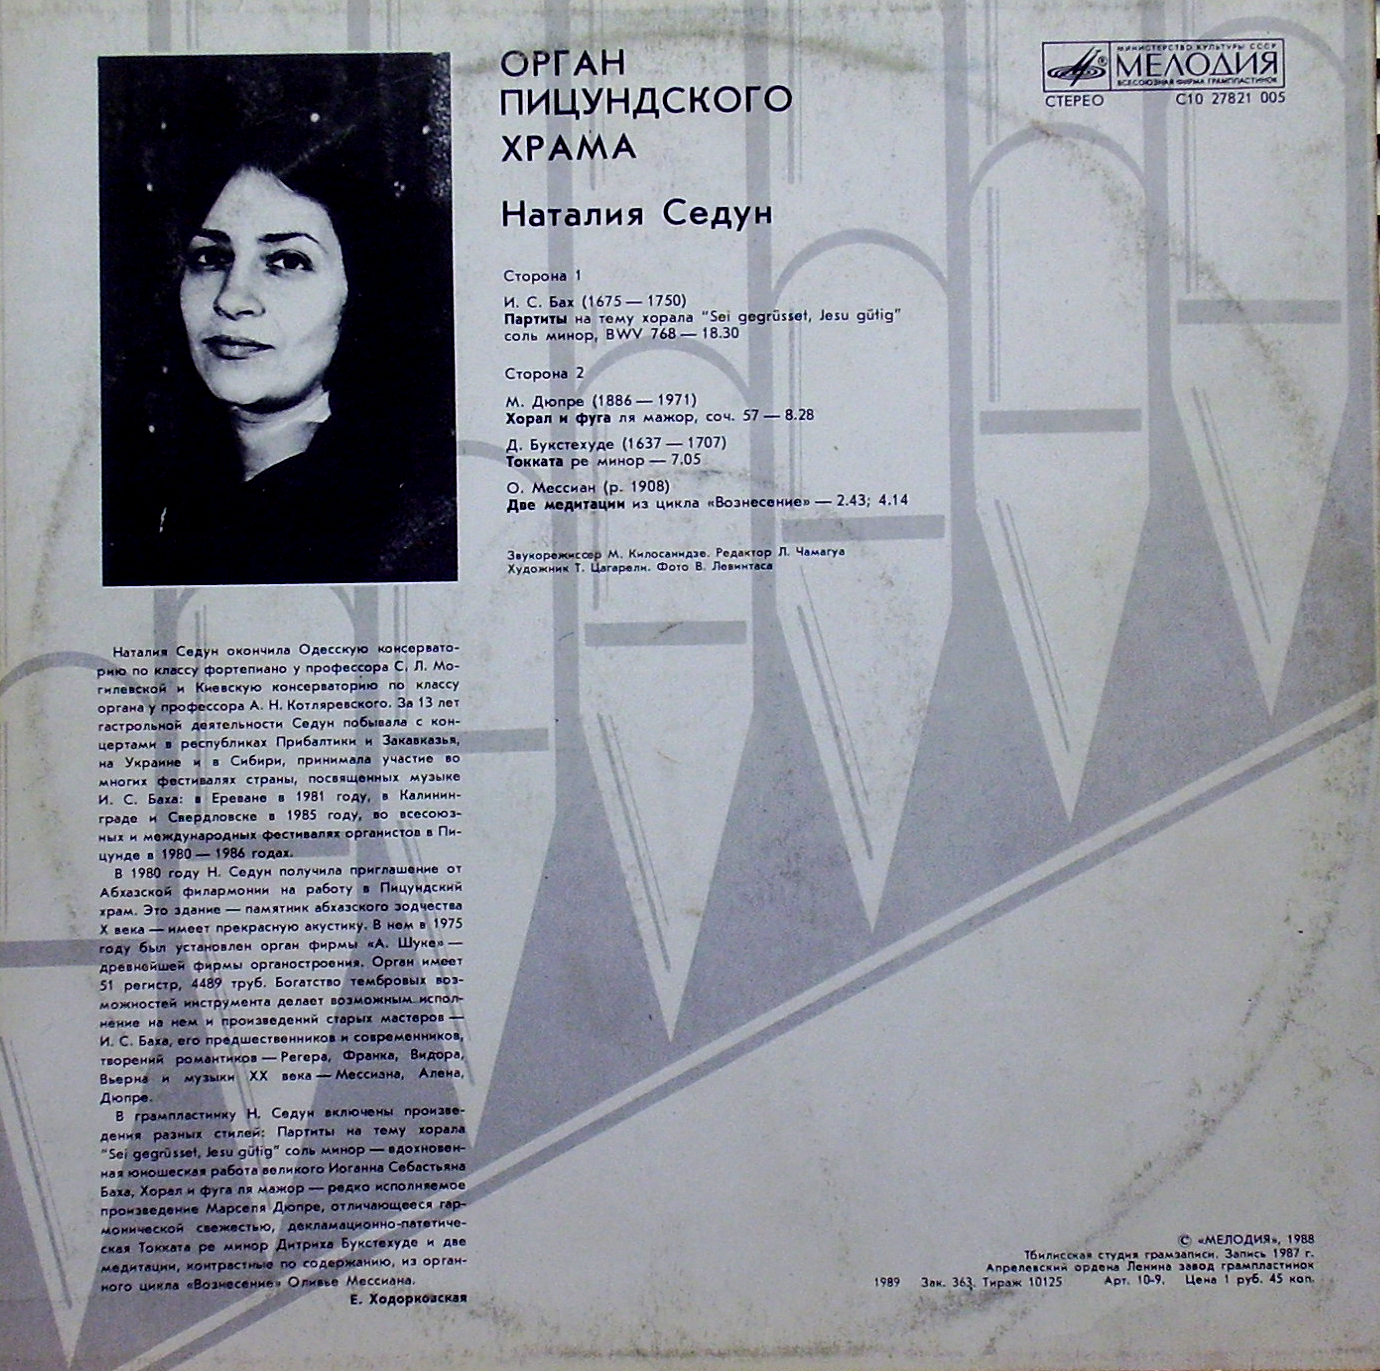 ОРГАН
ПИЦУНДСКОГО
ХРАМА
Наталия Седун
МИНИСТЕРСТВО КУЛЬТУРЫ СССР
МЕЛОДИЯ
ВСЕСОЮЗНАЯ ФИРМА ГРАМПЛАСТИНОК
СТЕРЕО С10 27821 005
Сторона 1
И. С. Бах (1675 — 1750)
Партиты на тему хорала "Sei gegrüsset, Jesu gütig"
соль минор, BWV 768 — 18.30
Сторона 2
М. Дюпре (1886 — 1971)
Хорал и фуга ля мажор, соч. 57 — 8.28
Д. Букстехуде (1637 — 1707)
Токката ре минор — 7.05
О. Мессиан (р. 1908)
Две медитации из цикла «Вознесение» — 2.43; 4.14
Звукорежиссер М. Килосанидзе. Редактор Л. Чамагуа
Художник Т. Цагарели. Фото В. Левинтаса
Наталия Седун окончила Одесскую консервато-
рию по классу фортепиано у профессора С. Л. Мо-
гилевской и Киевскую консерваторию по классу
органа у профессора А. Н. Котляревского. За 13 лет
гастрольной деятельности Седун побывала с кон-
цертами в республиках Прибалтики и Закавказья,
на Украине и в Сибири, принимала участие во
многих фестивалях страны, посвященных музыке
И. С. Баха: в Ереване в 1981 году, в Калинин-
граде и Свердловске в 1985 году, во всесоюз-
ных и международных фестивалях органистов в Пи-
цунде в 1980 — 1986 годах.
В 1980 году Н. Седун получила приглашение от
Абхазской филармонии на работу в Пицундский
храм. Это здание — памятник абхазского зодчества
X века — имеет прекрасную акустику. В нем в 1975
году был установлен орган фирмы «А. Шуке» —
древнейшей фирмы органостроения. Орган имеет
51 регистр, 4489 труб. Богатство тембровых воз-
можностей инструмента делает возможным испол-
нение на нем и произведений старых мастеров —
И. С. Баха, его предшественников и современников,
творений романтиков — Регера, Франка, Видора,
Вьерна и музыки XX века — Мессиана, Алена,
Дюпре.
В грампластинку Н. Седун включены произве-
дения разных стилей: Партиты на тему хорала
"Sei gegrüsset, Jesu gütig" соль минор — вдохновен-
ная юношеская работа великого Иоганна Себастьяна
Баха, Хорал и фуга ля мажор — редко исполняемое
произведение Марселя Дюпре, отличающееся гар-
монической свежестью, декламационно-патетиче-
ская Токката ре минор Дитриха Букстехуде и две
медитации, контрастные по содержанию, из орган-
ного цикла «Вознесение» Оливье Мессиана.
Е. Ходорковская
© «МЕЛОДИЯ», 1988
Тбилисская студия грамзаписи. Запись 1987 г.
Апрелевский ордена Ленина завод грампластинок
1989 Зак. 363. Тираж 10125 Арт. 10-9. Цена 1 руб. 45 коп.